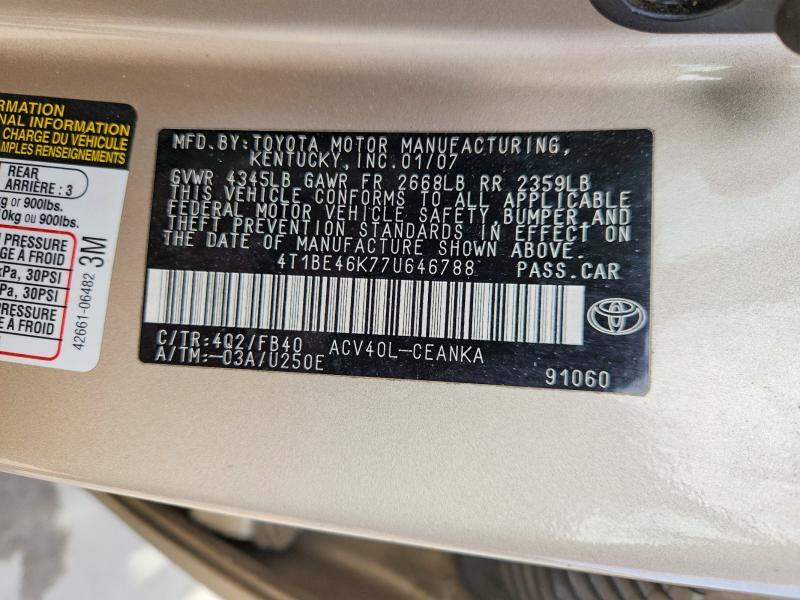 RMATION
NAL INFORMATION
CHARGE DU VÉHICULE
MPLES RENSEIGNEMENTS
REAR
ARRIÈRE : 3
or 900lbs.
0kg ou 900lbs.
PRESSURE
GE À FROID
kPa, 30PSI
Pa, 30PSI
PRESSURE
E À FROID
42661-06482
3M
MFD. BY: TOYOTA MOTOR MANUFACTURING,
KENTUCKY, INC. 01/07
GVWR 4345LB GAWR FR 2668LB RR 2359LB
THIS VEHICLE CONFORMS TO ALL APPLICABLE
FEDERAL MOTOR VEHICLE SAFETY, BUMPER, AND
THEFT PREVENTION STANDARDS IN EFFECT ON
THE DATE OF MANUFACTURE SHOWN ABOVE.
4T1BE46K77U646788 PASS.CAR
C/TR:4Q2/FB40 ACV40L-CEANKA
A/TM:-03A/U250E
91060